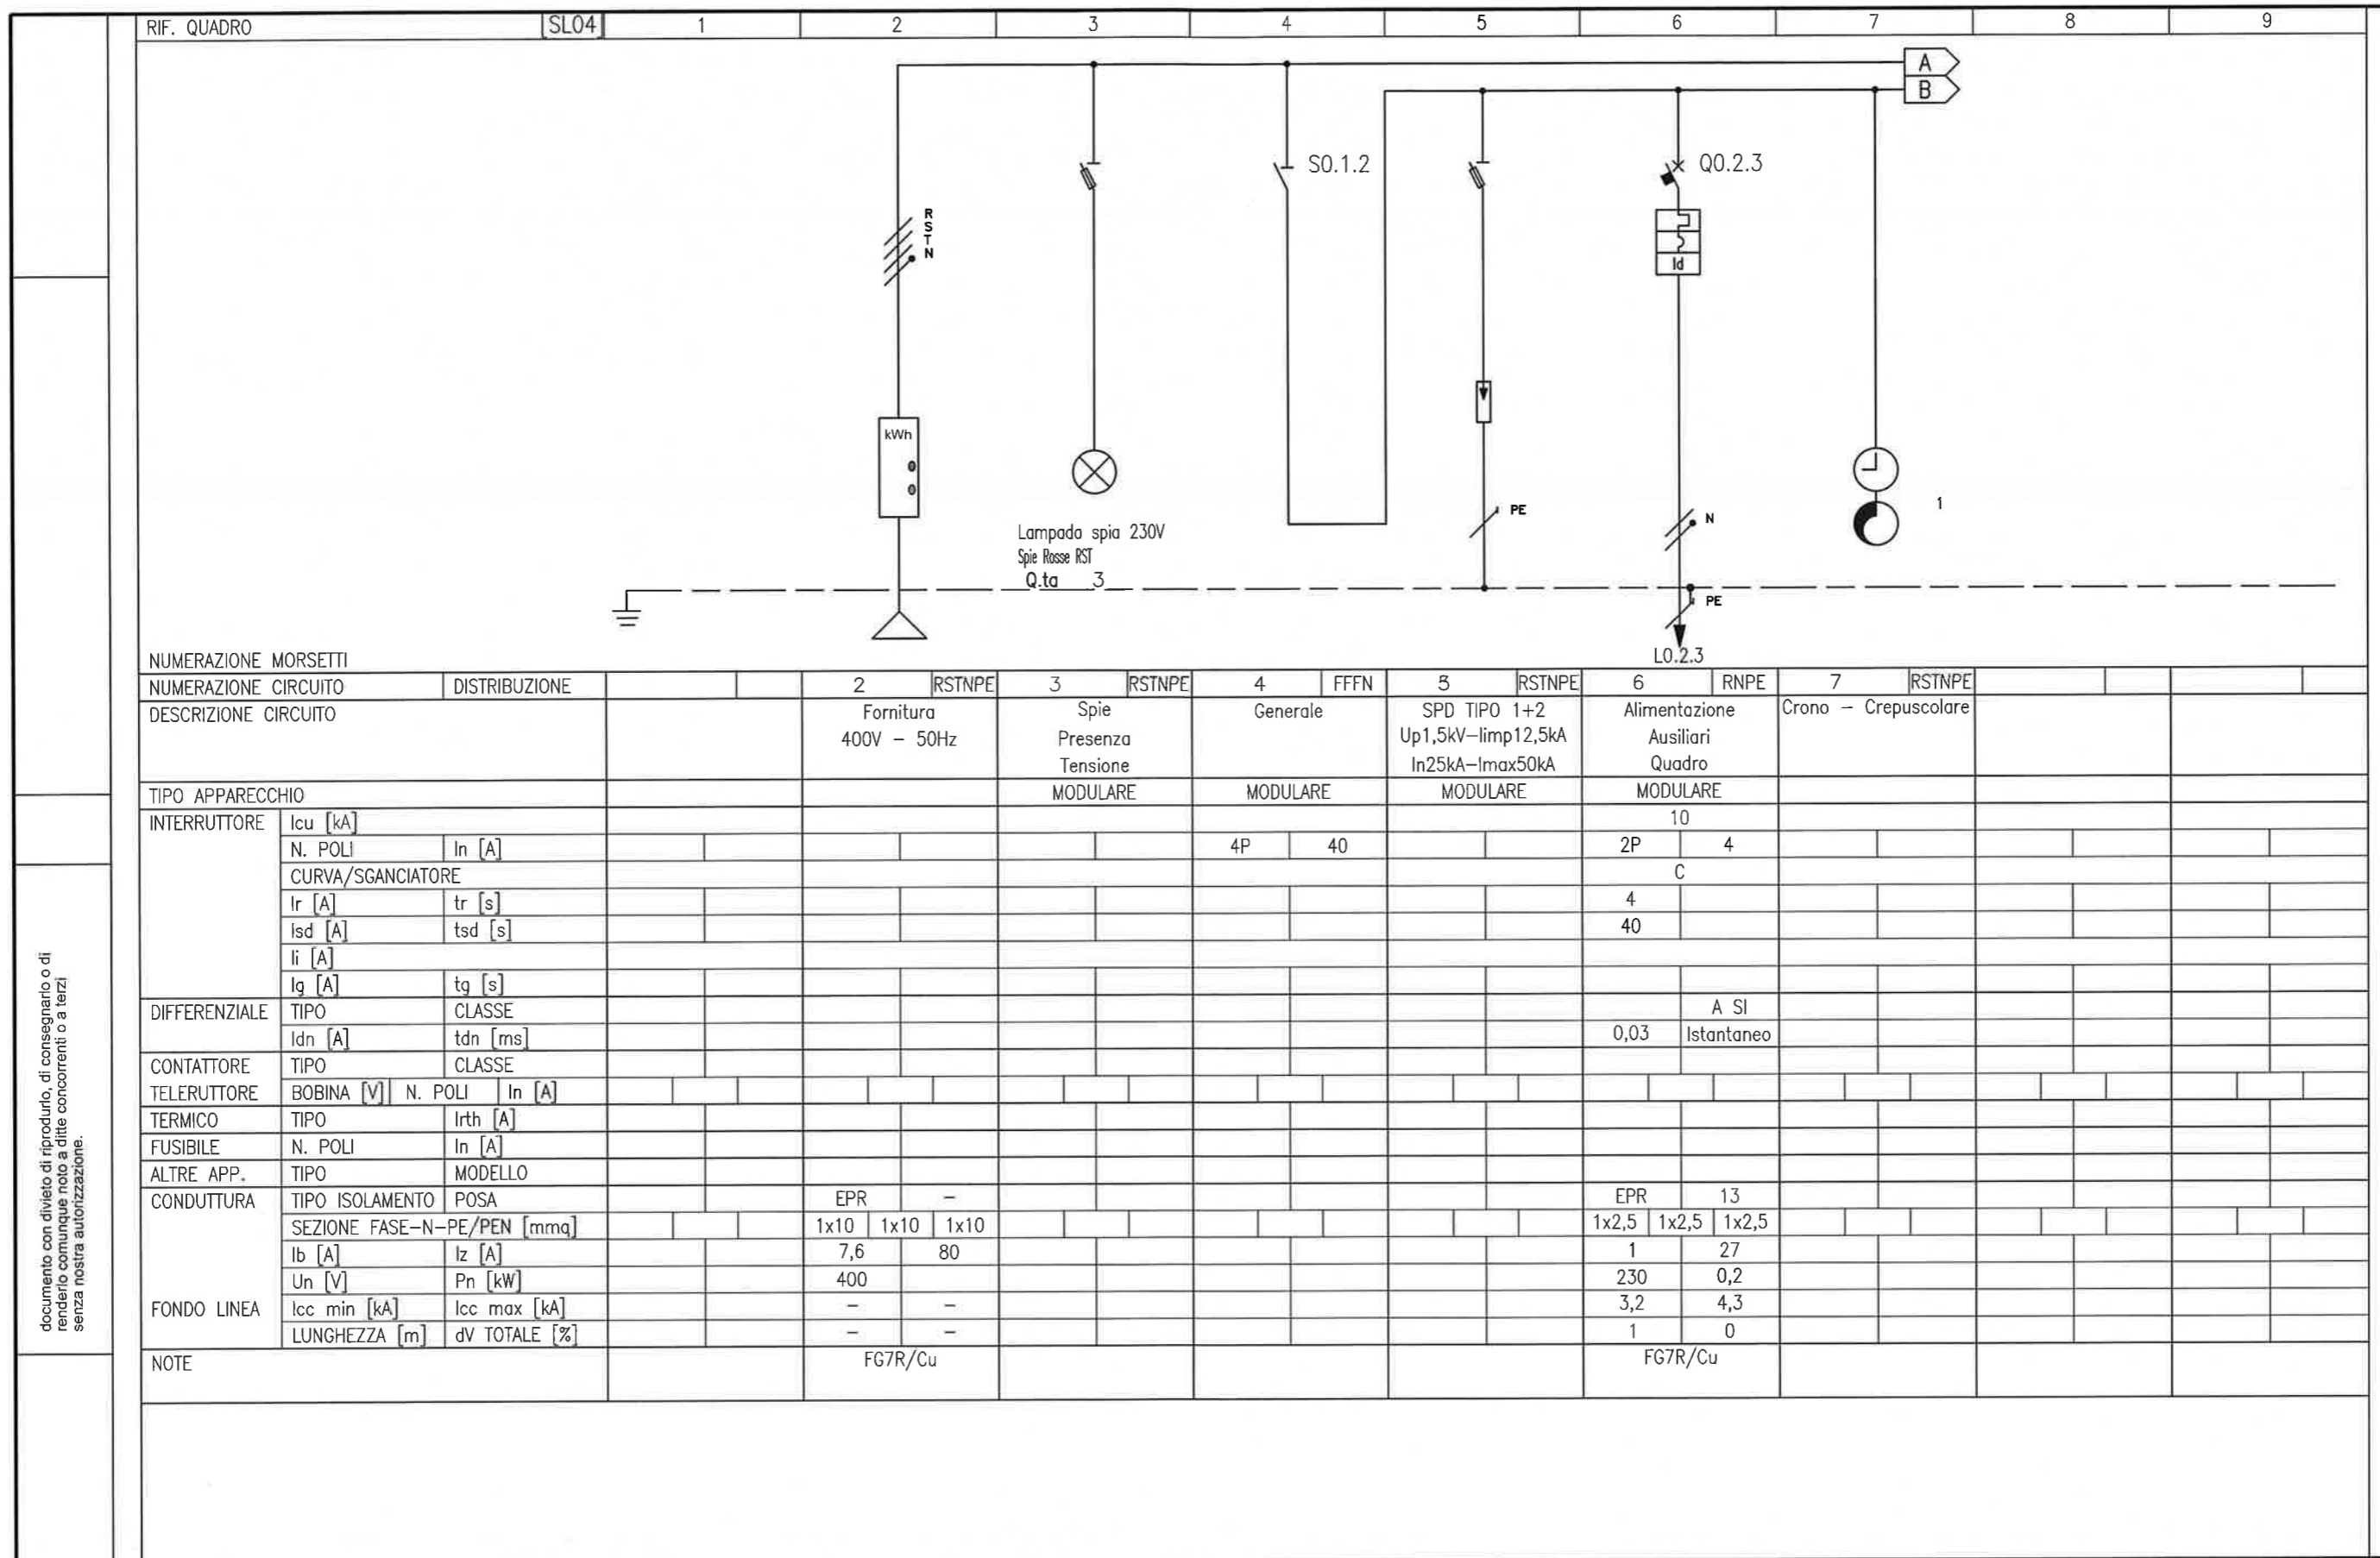 RIF. QUADRO SL04 1 2 3 4 5 6 7 8 9
A
B
S0.1.2
Q0.2.3
R
S
T
N
Id
kWh
1
PE
N
Lampada spia 230V
Spie Rosse RST
Q.ta 3
PE
L0.2.3
NUMERAZIONE MORSETTI
NUMERAZIONE CIRCUITO DISTRIBUZIONE 2 RSTNPE 3 RSTNPE 4 FFFN 5 RSTNPE 6 RNPE 7 RSTNPE
DESCRIZIONE CIRCUITO Fornitura Spie Generale SPD TIPO 1+2 Alimentazione Crono – Crepuscolare
400V – 50Hz Presenza Up1,5kV–Iimp12,5kA Ausiliari
Tensione In25kA–Imax50kA Quadro
TIPO APPARECCHIO MODULARE MODULARE MODULARE MODULARE
INTERRUTTORE Icu [kA] 10
N. POLI In [A] 4P 40 2P 4
CURVA/SGANCIATORE C
Ir [A] tr [s] 4
Isd [A] tsd [s] 40
Ii [A]
Ig [A] tg [s]
DIFFERENZIALE TIPO CLASSE A SI
Idn [A] tdn [ms] 0,03 Istantaneo
CONTATTORE TIPO CLASSE
TELERUTTORE BOBINA [V] N. POLI In [A]
TERMICO TIPO Irth [A]
FUSIBILE N. POLI In [A]
ALTRE APP. TIPO MODELLO
CONDUTTURA TIPO ISOLAMENTO POSA EPR – EPR 13
SEZIONE FASE–N–PE/PEN [mmq] 1x10 1x10 1x10 1x2,5 1x2,5 1x2,5
Ib [A] Iz [A] 7,6 80 1 27
Un [V] Pn [kW] 400 230 0,2
FONDO LINEA Icc min [kA] Icc max [kA] – – 3,2 4,3
LUNGHEZZA [m] dV TOTALE [%] – – 1 0
NOTE FG7R/Cu FG7R/Cu
documento con divieto di riprodurlo, di consegnarlo o di
renderlo comunque noto a ditte concorrenti o a terzi
senza nostra autorizzazione.